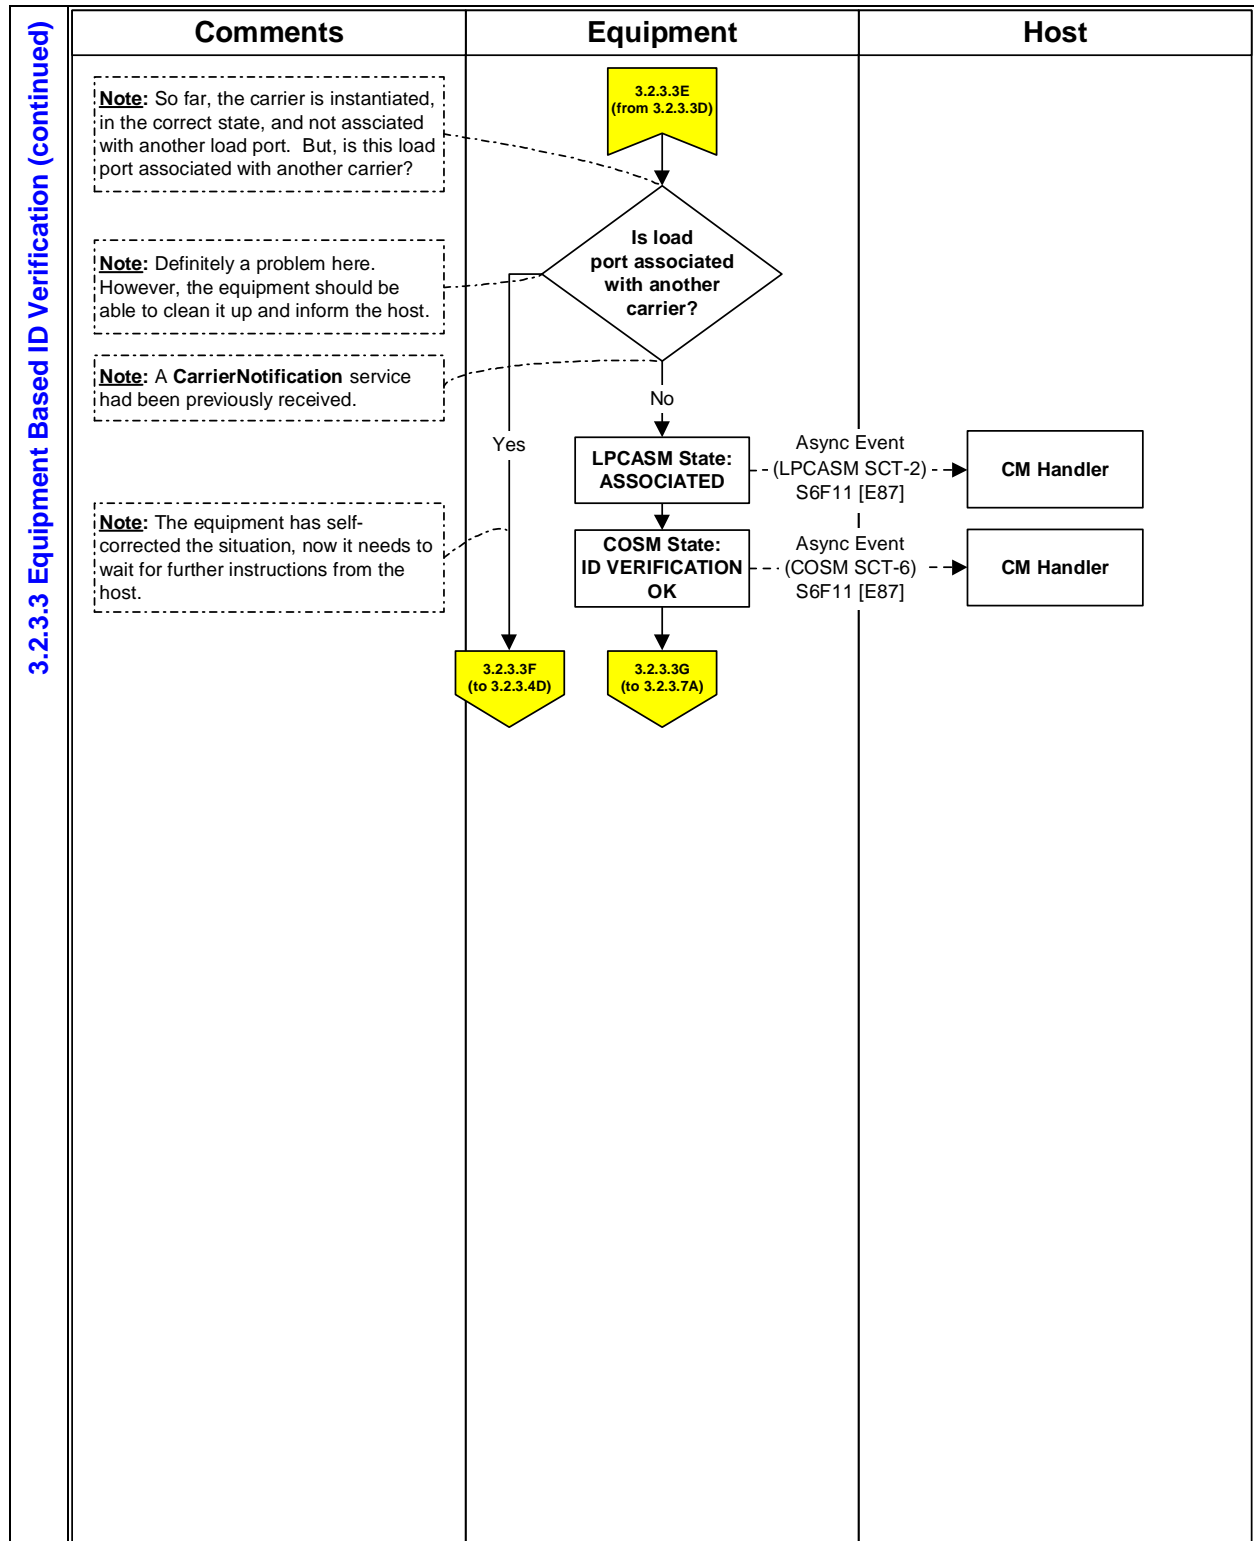 3.2.3.3 Equipment Based ID Verification (continued)
Comments
Equipment
Host
Note: So far, the carrier is instantiated,
in the correct state, and not assciated
with another load port. But, is this load
port associated with another carrier?
3.2.3.3E
(from 3.2.3.3D)
Is load
port associated
with another
carrier?
Note: Definitely a problem here.
However, the equipment should be
able to clean it up and inform the host.
Note: A CarrierNotification service
had been previously received.
No
Yes
LPCASM State:
ASSOCIATED
Async Event
(LPCASM SCT-2)
S6F11 [E87]
CM Handler
Note: The equipment has self-
corrected the situation, now it needs to
wait for further instructions from the
host.
COSM State:
ID VERIFICATION
OK
Async Event
(COSM SCT-6)
S6F11 [E87]
CM Handler
3.2.3.3F
(to 3.2.3.4D)
3.2.3.3G
(to 3.2.3.7A)